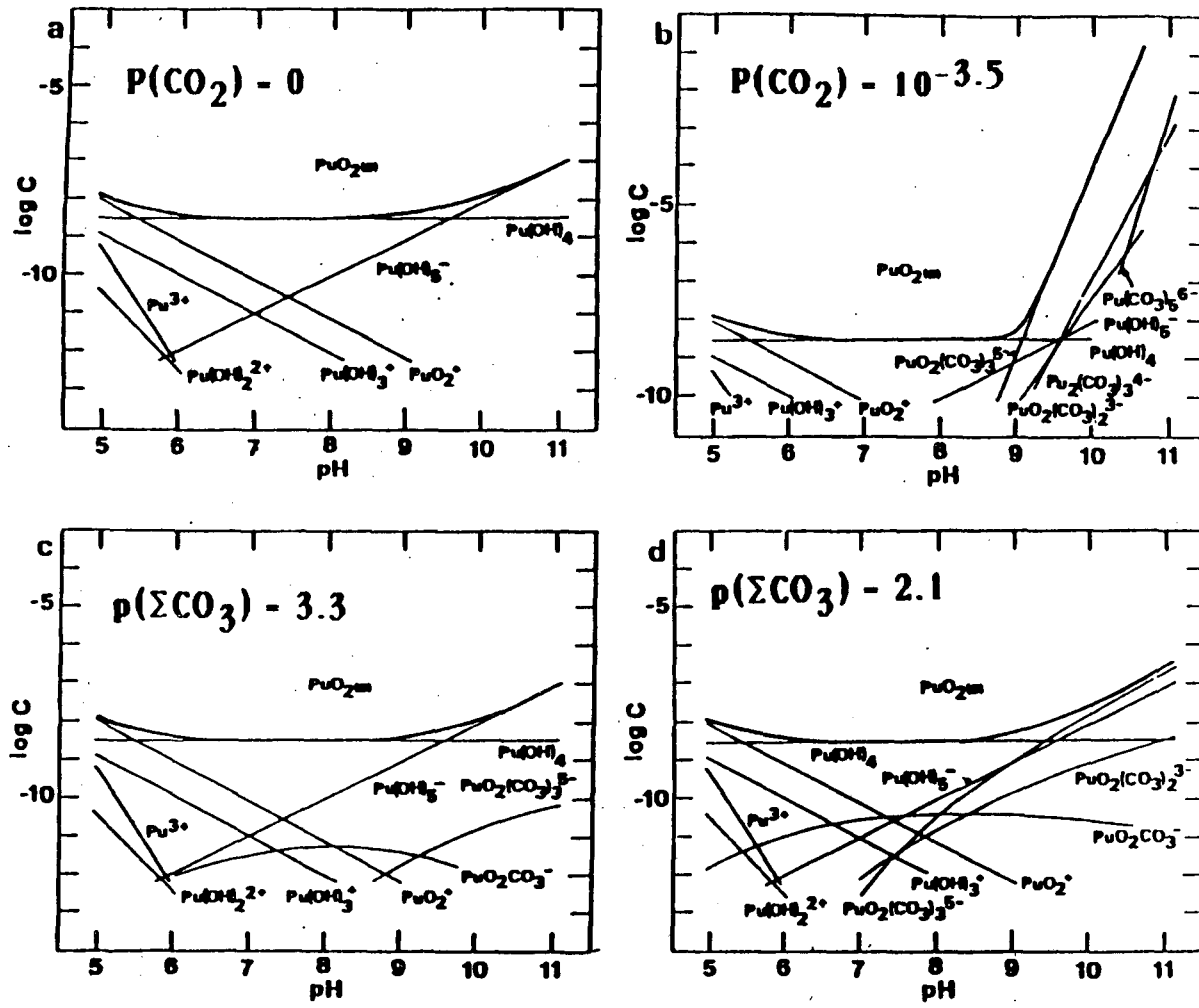 a
P(CO2) = 0
-5
PuO2(am)
log C
Pu(OH)4
-10
Pu(OH)5-
Pu3+
Pu(OH)2 2+
Pu(OH)3+
PuO2+
5 6 7 8 9 10 11
pH
b
P(CO2) = 10-3.5
-5
log C
PuO2(am)
Pu(CO3)5 6-
Pu(OH)5-
PuO2(CO3)3 5-
Pu(OH)4
Pu2(CO3)3 4-
-10
Pu3+
Pu(OH)3+
PuO2+
PuO2(CO3)2 3-
5 6 7 8 9 10 11
pH
c
p(ΣCO3) = 3.3
-5
PuO2(am)
log C
Pu(OH)4
Pu(OH)5-
PuO2(CO3)3 5-
-10
Pu3+
PuO2CO3-
Pu(OH)2 2+
Pu(OH)3+
PuO2+
5 6 7 8 9 10 11
pH
d
p(ΣCO3) = 2.1
-5
PuO2(am)
log C
Pu(OH)4
Pu(OH)5-
PuO2(CO3)2 3-
-10
Pu3+
PuO2CO3-
Pu(OH)3+
PuO2+
Pu(OH)2 2+
PuO2(CO3)3 5-
5 6 7 8 9 10 11
pH